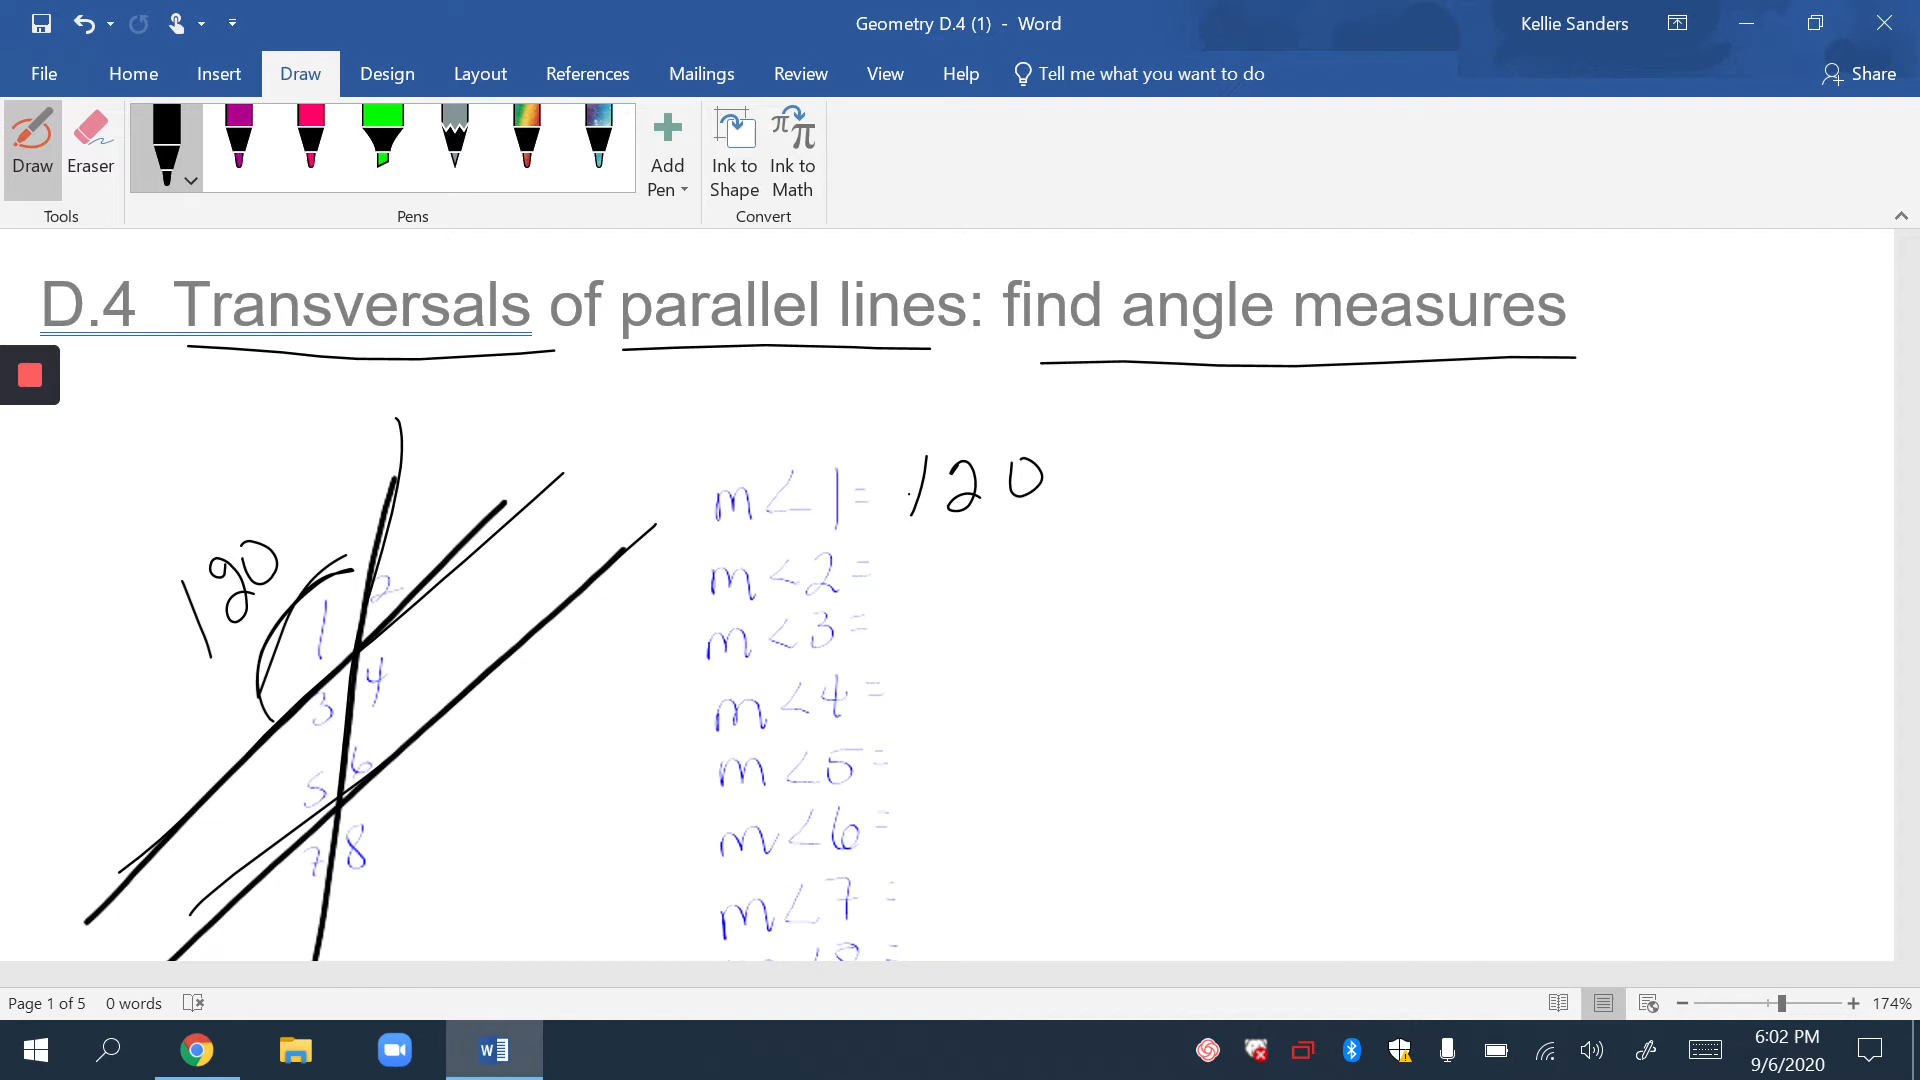 Geometry D.4 (1) - Word
Kellie Sanders
File Home Insert Draw Design Layout References Mailings Review View Help Tell me what you want to do Share
Draw Eraser Add Pen Ink to Shape Ink to Math
Tools Pens Convert
D.4 Transversals of parallel lines: find angle measures
120
1 2
3 4
5 6
7 8
m<1= 120
m<2=
m<3=
m<4=
m<5=
m<6=
m<7=
Page 1 of 5 0 words 174%
6:02 PM
9/6/2020